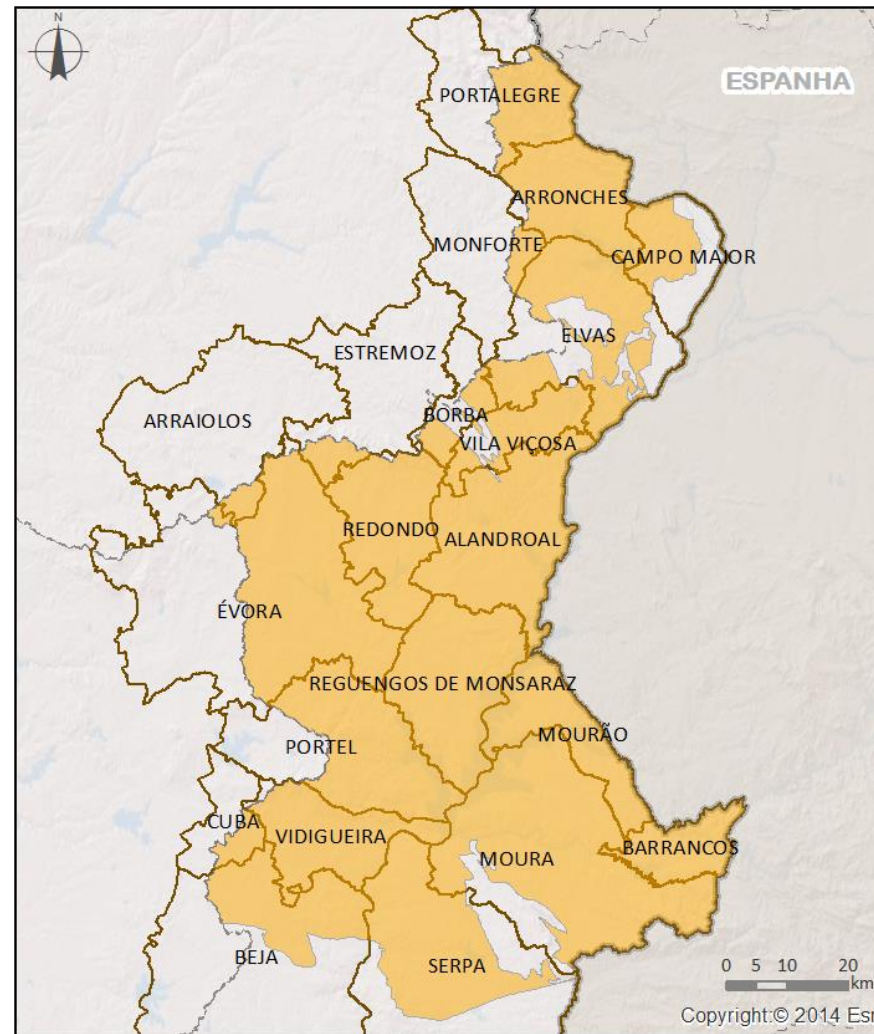 N
ESPANHA
PORTALEGRE
ARRONCHES
MONFORTE
CAMPO MAIOR
ELVAS
ESTREMOZ
BORBA
ARRAIOLOS
VILA VIÇOSA
REDONDO
ALANDROAL
ÉVORA
REGUENGOS DE MONSARAZ
MOURÃO
PORTEL
CUBA
VIDIGUEIRA
BARRANCOS
MOURA
BEJA
SERPA
0 5 10 20
km
Copyright:© 2014 Esr